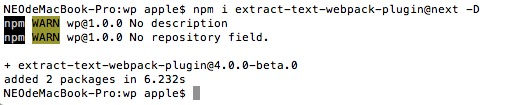 NEOdeMacBook-Pro:wp apple$ npm i extract-text-webpack-plugin@next -D
npm WARN wp@1.0.0 No description
npm WARN wp@1.0.0 No repository field.
+ extract-text-webpack-plugin@4.0.0-beta.0
added 2 packages in 6.232s
NEOdeMacBook-Pro:wp apple$